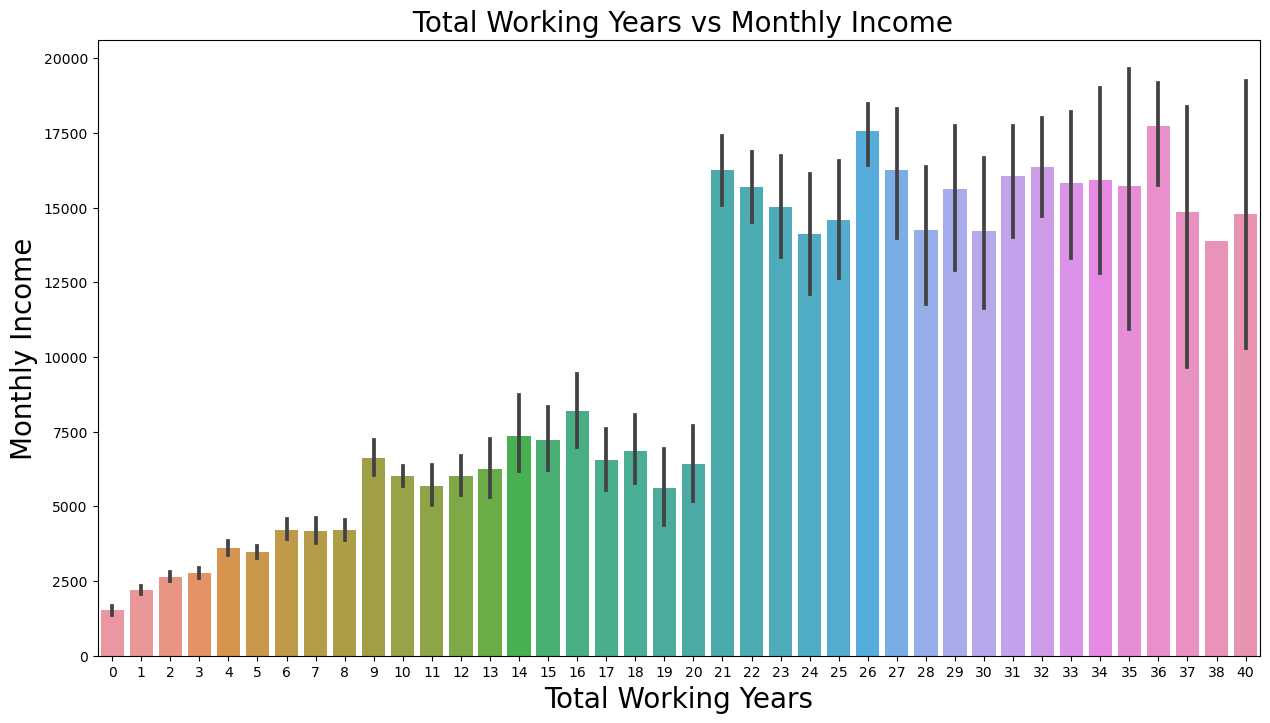 Total Working Years vs Monthly Income
Monthly Income
20000
17500
15000
12500
10000
7500
5000
2500
0
0 1 2 3 4 5 6 7 8 9 10 11 12 13 14 15 16 17 18 19 20 21 22 23 24 25 26 27 28 29 30 31 32 33 34 35 36 37 38 40
Total Working Years